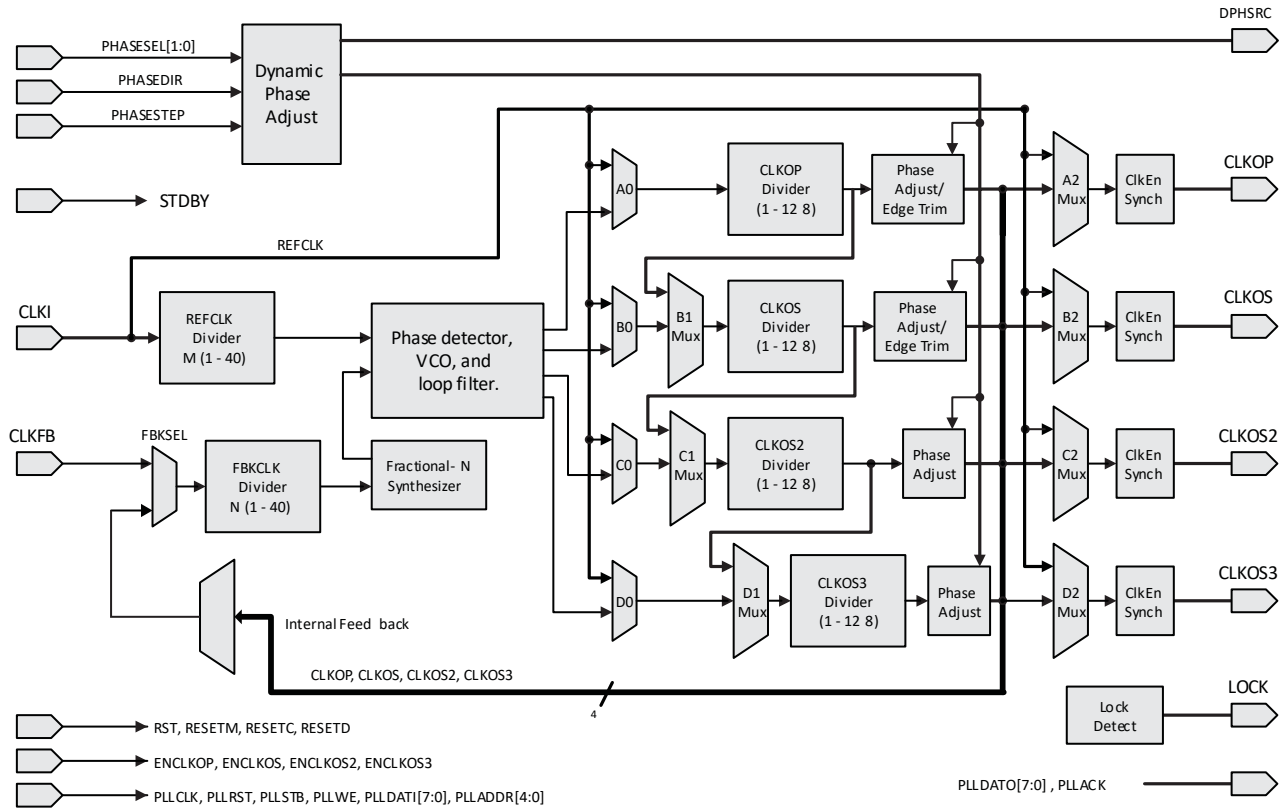 DPHSRC
PHASESEL[1:0]
PHASEDIR
PHASESTEP
Dynamic
Phase
Adjust
STDBY
REFCLK
CLKI
REFCLK
Divider
M (1 - 40)
Phase detector,
VCO, and
loop filter.
CLKFB
FBKSEL
FBKCLK
Divider
N (1 - 40)
Fractional- N
Synthesizer
A0
CLKOP
Divider
(1 - 12 8)
Phase
Adjust/
Edge Trim
A2
Mux
ClkEn
Synch
CLKOP
B0
B1
Mux
CLKOS
Divider
(1 - 12 8)
Phase
Adjust/
Edge Trim
B2
Mux
ClkEn
Synch
CLKOS
C0
C1
Mux
CLKOS2
Divider
(1 - 12 8)
Phase
Adjust
C2
Mux
ClkEn
Synch
CLKOS2
D0
D1
Mux
CLKOS3
Divider
(1 - 12 8)
Phase
Adjust
D2
Mux
ClkEn
Synch
CLKOS3
Internal Feed back
CLKOP, CLKOS, CLKOS2, CLKOS3
4
Lock
Detect
LOCK
RST, RESETM, RESETC, RESETD
ENCLKOP, ENCLKOS, ENCLKOS2, ENCLKOS3
PLLCLK, PLLRST, PLLSTB, PLLWE, PLLDATI[7:0], PLLADDR[4:0]
PLLDATO[7:0] , PLLACK